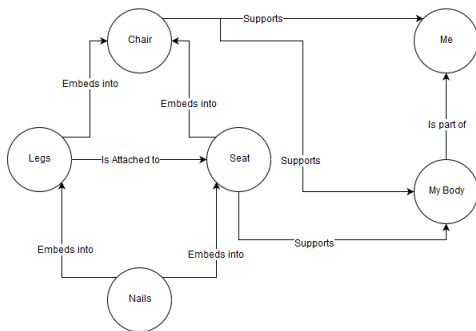 Supports
Chair
Me
Embeds into
Embeds into
Is part of
Legs
Is Attached to
Seat
Supports
My Body
Embeds into
Embeds into
Supports
Nails